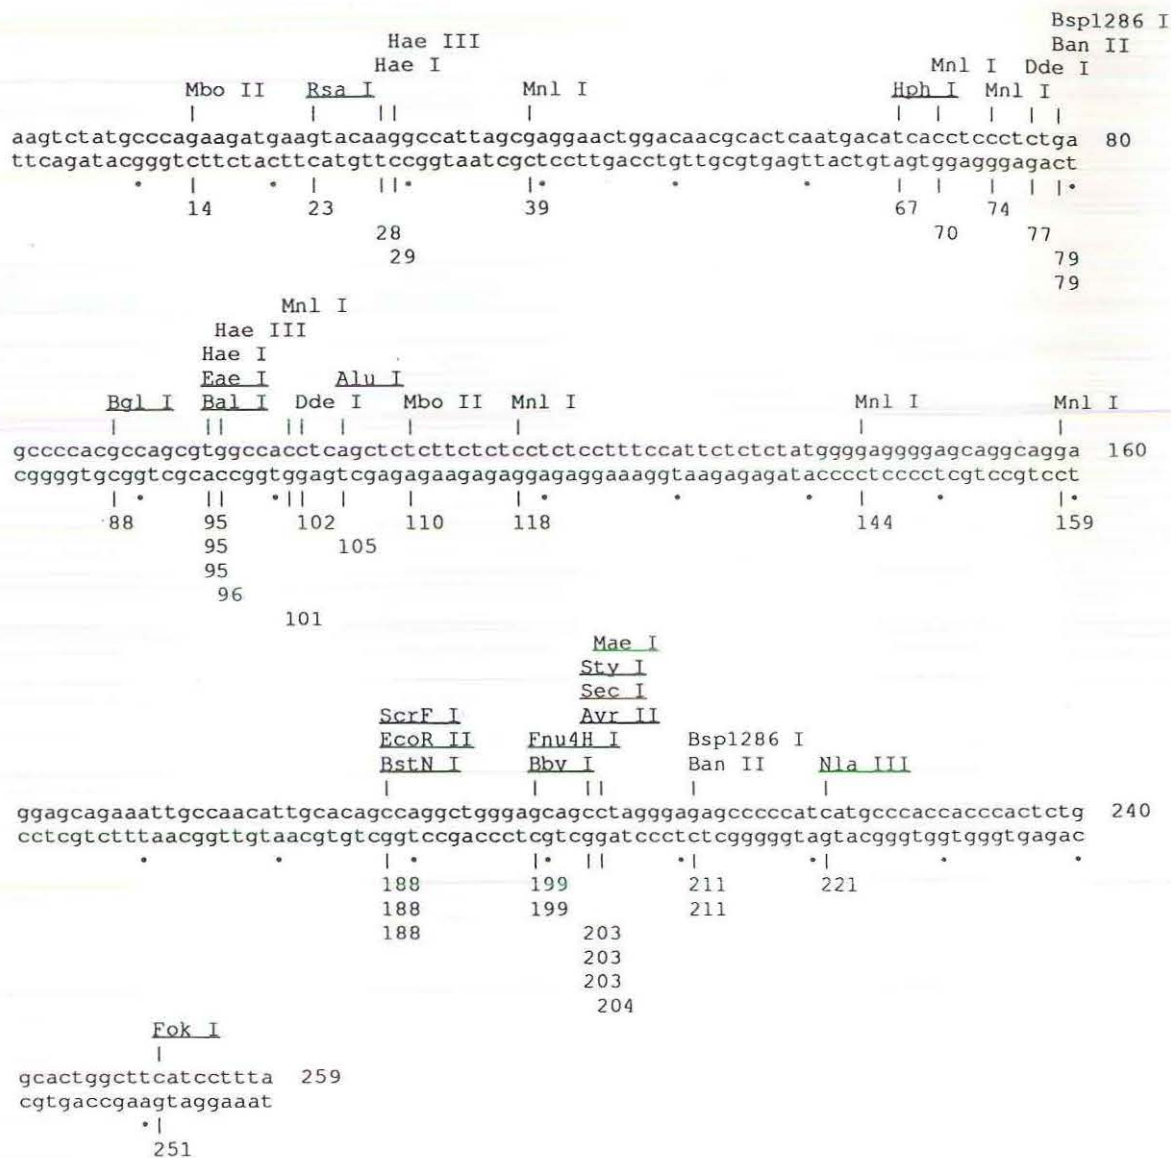 Bsp1286 I
Hae III Ban II
Hae I Mnl I Dde I
Mbo II Rsa I Mnl I Hph I Mnl I
aagtctatgcccagaagatgaagtacaaggccattagcgaggaactggacaacgcactcaatgacatcacctccctctga 80
ttcagatacgggtcttctacttcatgttccggtaatcgctccttgacctgttgcgtgagttactgtagtggagggagact
14 23 39 67 74
28 70 77
29 79
79
Mnl I
Hae III
Hae I
Eae I Alu I
Bgl I Bal I Dde I Mbo II Mnl I Mnl I Mnl I
gccccacgccagcgtggccacctcagctctcttctctcctctcctttccattctctctatggggaggggagcaggcagga 160
cggggtgcggtcgcaccggtggagtcgagagaagagaggagaggaaaggtaagagagatacccctcccctcgtccgtcct
88 95 102 110 118 144 159
95 105
95
96
101
Mae I
Sty I
Sec I
ScrF I Avr II
EcoR II Fnu4H I Bsp1286 I
BstN I Bbv I Ban II Nla III
ggagcagaaattgccaacattgcacagccaggctgggagcagcctagggagagcccccatcatgcccaccacccactctg 240
cctcgtctttaacggttgtaacgtgtcggtccgaccctcgtcggatccctctcgggggtagtacgggtggtgggtgagac
188 199 211 221
188 199 211
188 203
203
203
204
Fok I
gcactggcttcatccttta 259
cgtgaccgaagtaggaaat
251